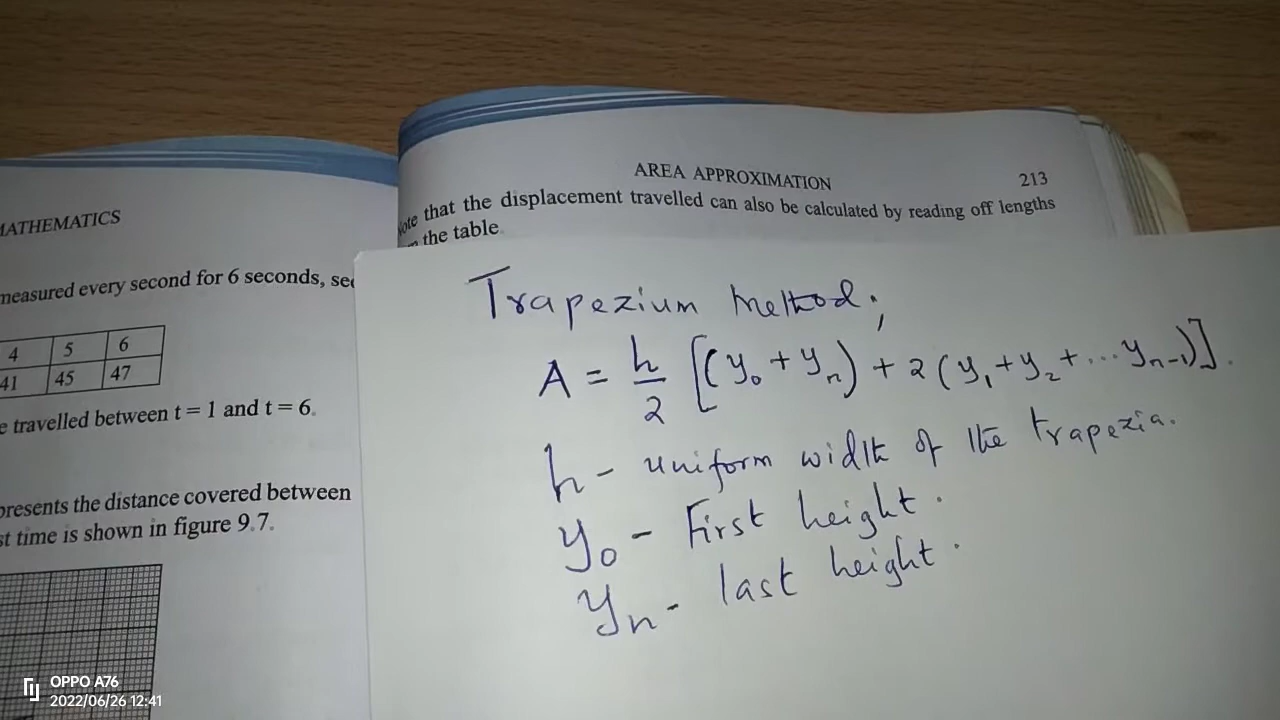 MATHEMATICS
measured every second for 6 seconds,
4 5 6
41 45 47
travelled between t = 1 and t = 6.
presents the distance covered between
time is shown in figure 9.7.
AREA APPROXIMATION 213
that the displacement travelled can also be calculated by reading off lengths
the table.
Trapezium Method;
A = h/2 [(y₀ + yₙ) + 2(y₁ + y₂ + ... yₙ₋₁)].
h - uniform width of the trapezia.
y₀ - First height.
yₙ - last height.
OPPO A76
2022/06/26 12:41